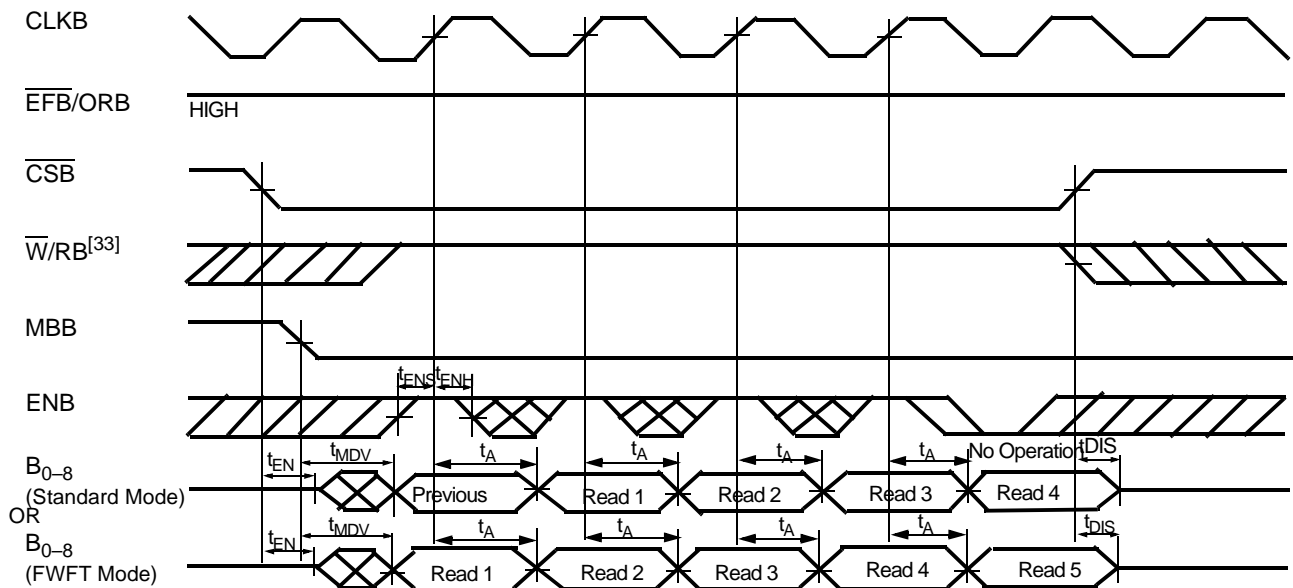 CLKB
EFB/ORB
HIGH
CSB
W/RB[33]
MBB
tENS tENH
ENB
No Operation
tEN tMDV tA tA tA tA tDIS
B0–8
(Standard Mode)
Previous Read 1 Read 2 Read 3 Read 4
OR
tEN tMDV tA tA tA tA tDIS
B0–8
(FWFT Mode)
Read 1 Read 2 Read 3 Read 4 Read 5